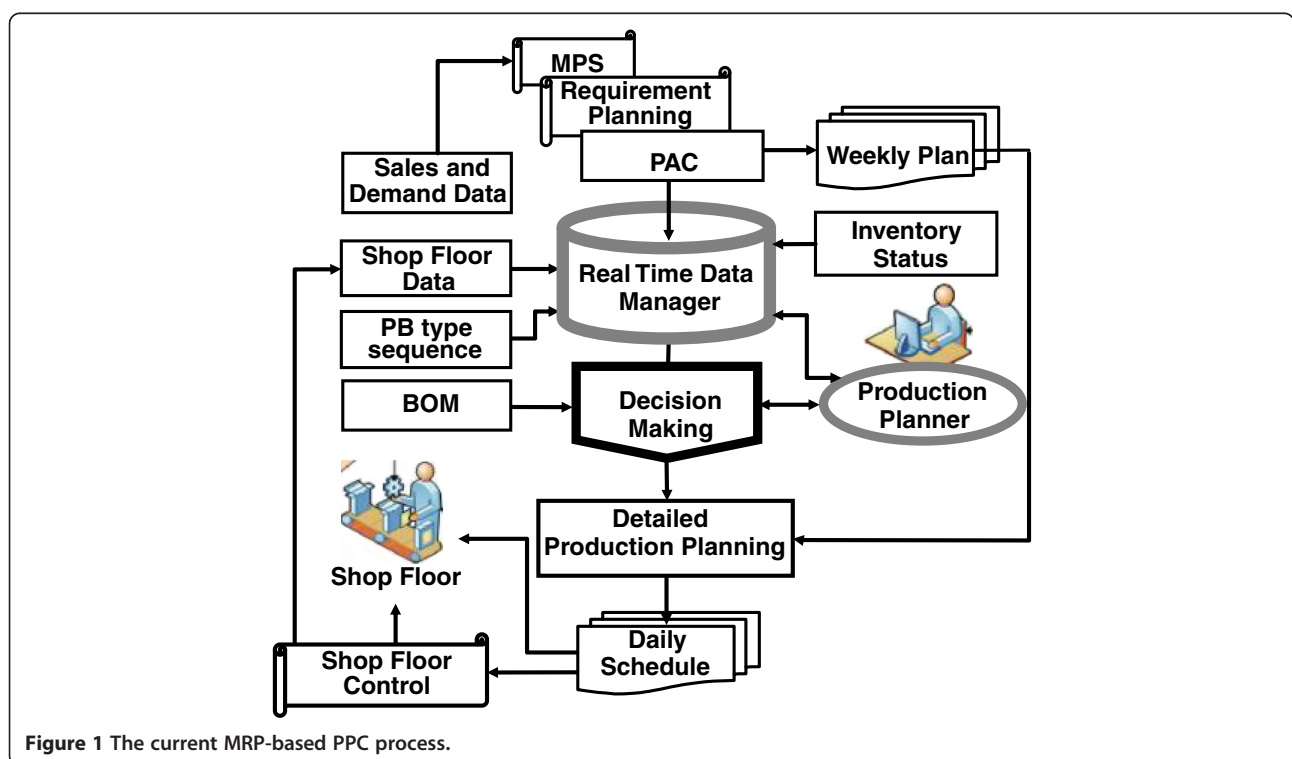 MPS
Requirement
Planning
PAC
Weekly Plan
Sales and
Demand Data
Inventory
Status
Shop Floor
Data
Real Time Data
Manager
PB type
sequence
BOM
Decision
Making
Production
Planner
Detailed
Production Planning
Shop Floor
Daily
Schedule
Shop Floor
Control
Figure 1 The current MRP-based PPC process.